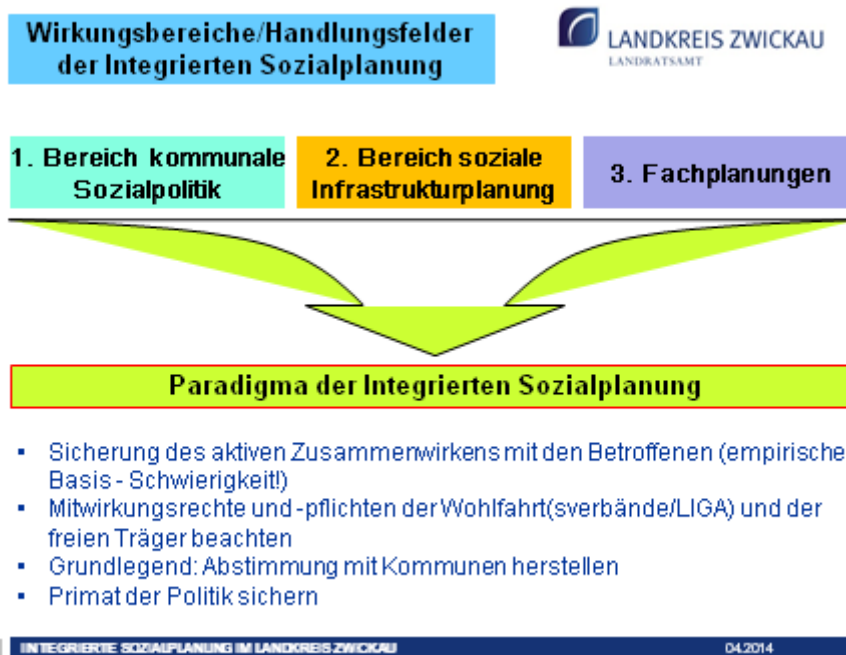 Wirkungsbereiche/Handlungsfelder
der Integrierten Sozialplanung
LANDKREIS ZWICKAU
LANDRATSAMT
1. Bereich kommunale
Sozialpolitik
2. Bereich soziale
Infrastrukturplanung
3. Fachplanungen
Paradigma der Integrierten Sozialplanung
▪ Sicherung des aktiven Zusammenwirkens mit den Betroffenen (empirische
Basis - Schwierigkeit!)
▪ Mitwirkungsrechte und -pflichten der Wohlfahrt(sverbände/LIGA) und der
freien Träger beachten
▪ Grundlegend: Abstimmung mit Kommunen herstellen
▪ Primat der Politik sichern
INTEGRIERTE SOZIALPLANUNG IM LANDKREIS ZWICKAU
04.2014